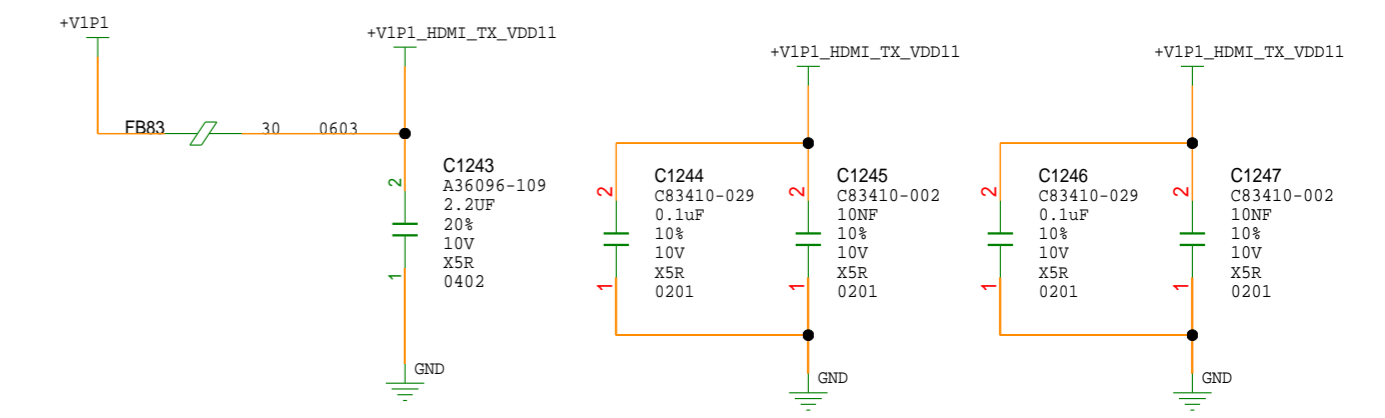 +V1P1
+V1P1_HDMI_TX_VDD11
FB83
30
0603
2
1
C1243
A36096-109
2.2UF
20%
10V
X5R
0402
GND
+V1P1_HDMI_TX_VDD11
2
1
C1244
C83410-029
0.1uF
10%
10V
X5R
0201
2
1
C1245
C83410-002
10NF
10%
10V
X5R
0201
GND
+V1P1_HDMI_TX_VDD11
2
1
C1246
C83410-029
0.1uF
10%
10V
X5R
0201
2
1
C1247
C83410-002
10NF
10%
10V
X5R
0201
GND